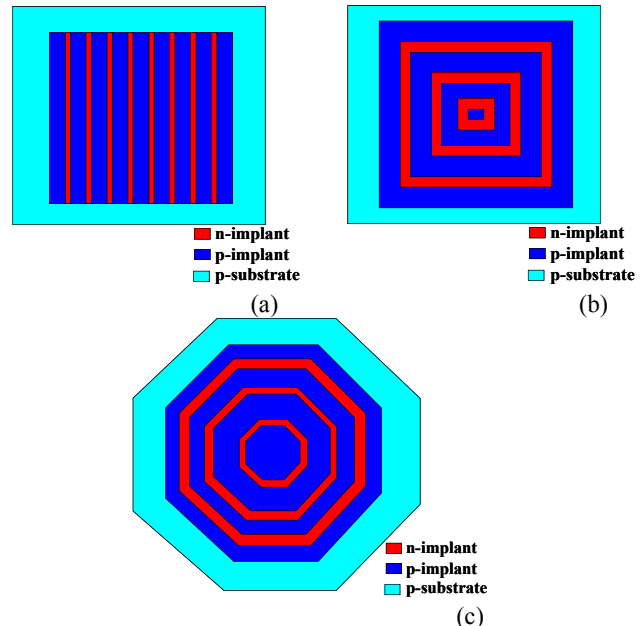 n-implant
p-implant
p-substrate
(a)
n-implant
p-implant
p-substrate
(b)
n-implant
p-implant
p-substrate
(c)